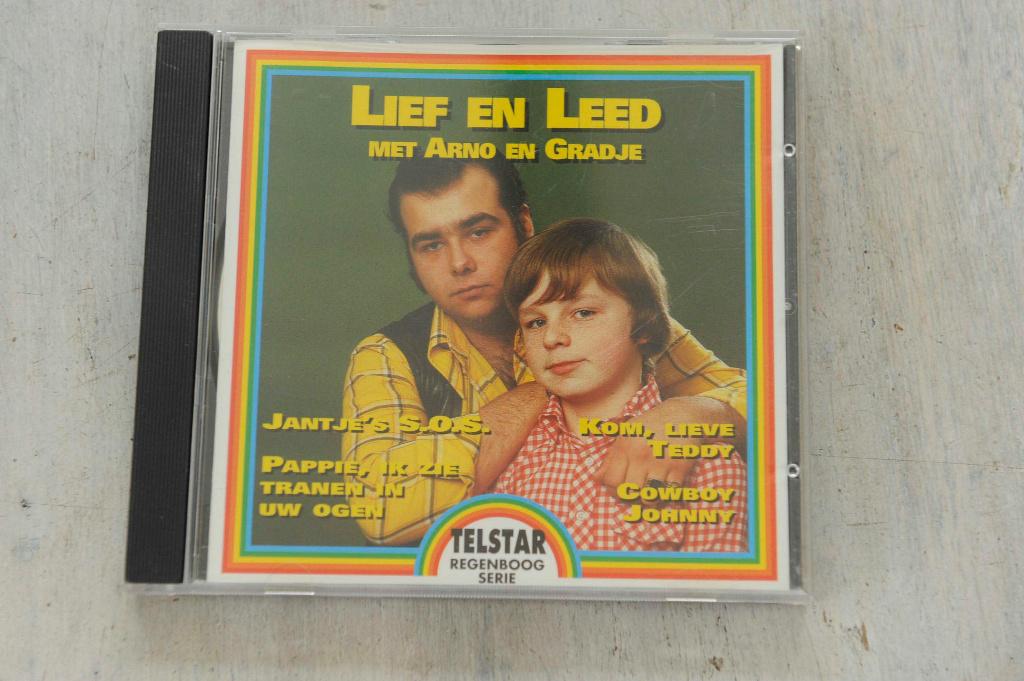 LIEF EN LEED
MET ARNO EN GRADJE
JANTJE'S S.O.S.
PAPPIE, IK ZIE
TRANEN IN
UW OGEN
KOM, LIEVE
TEDDY
COWBOY
JOHNNY
TELSTAR
REGENBOOG
SERIE